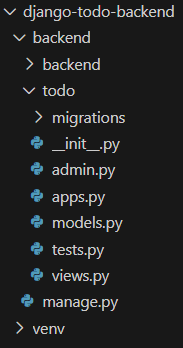 django-todo-backend
backend
backend
todo
migrations
__init__.py
admin.py
apps.py
models.py
tests.py
views.py
manage.py
venv